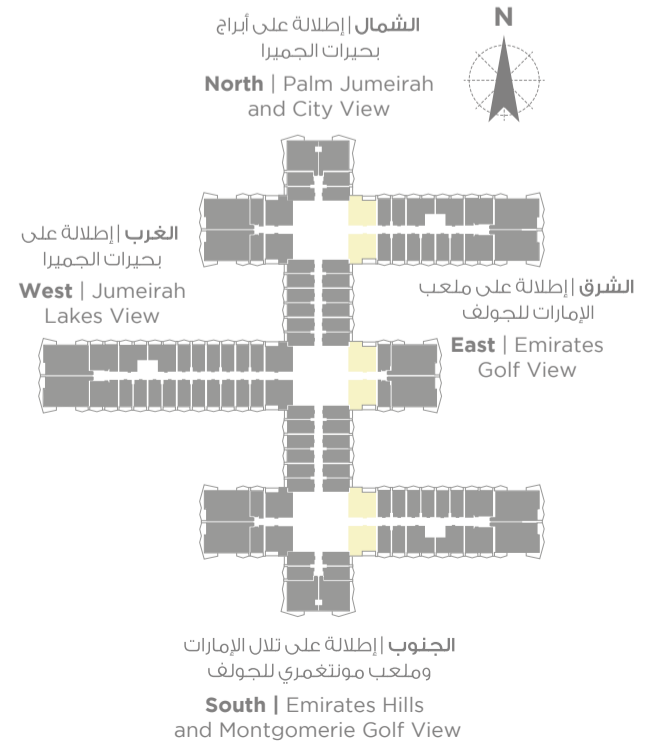 الشمال | إطلالة على أبراج
بحيرات الجميرا
North | Palm Jumeirah
and City View
N
الغرب | إطلالة على
بحيرات الجميرا
West | Jumeirah
Lakes View
الشرق | إطلالة على ملعب
الإمارات للجولف
East | Emirates
Golf View
الجنوب | إطلالة على تلال الإمارات
وملعب مونتغمري للجولف
South | Emirates Hills
and Montgomerie Golf View